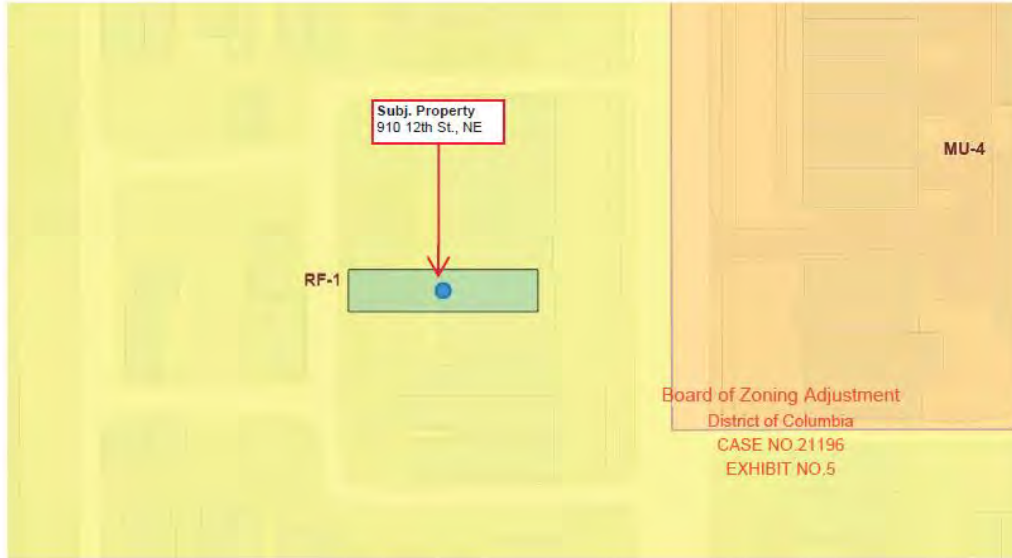 Subj. Property
910 12th St., NE
MU-4
RF-1
Board of Zoning Adjustment
District of Columbia
CASE NO.21196
EXHIBIT NO.5